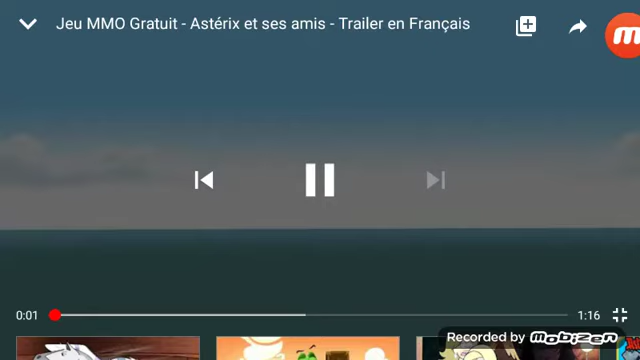 Jeu MMO Gratuit - Astérix et ses amis - Trailer en Français
0:01
1:16
Recorded by mobizen